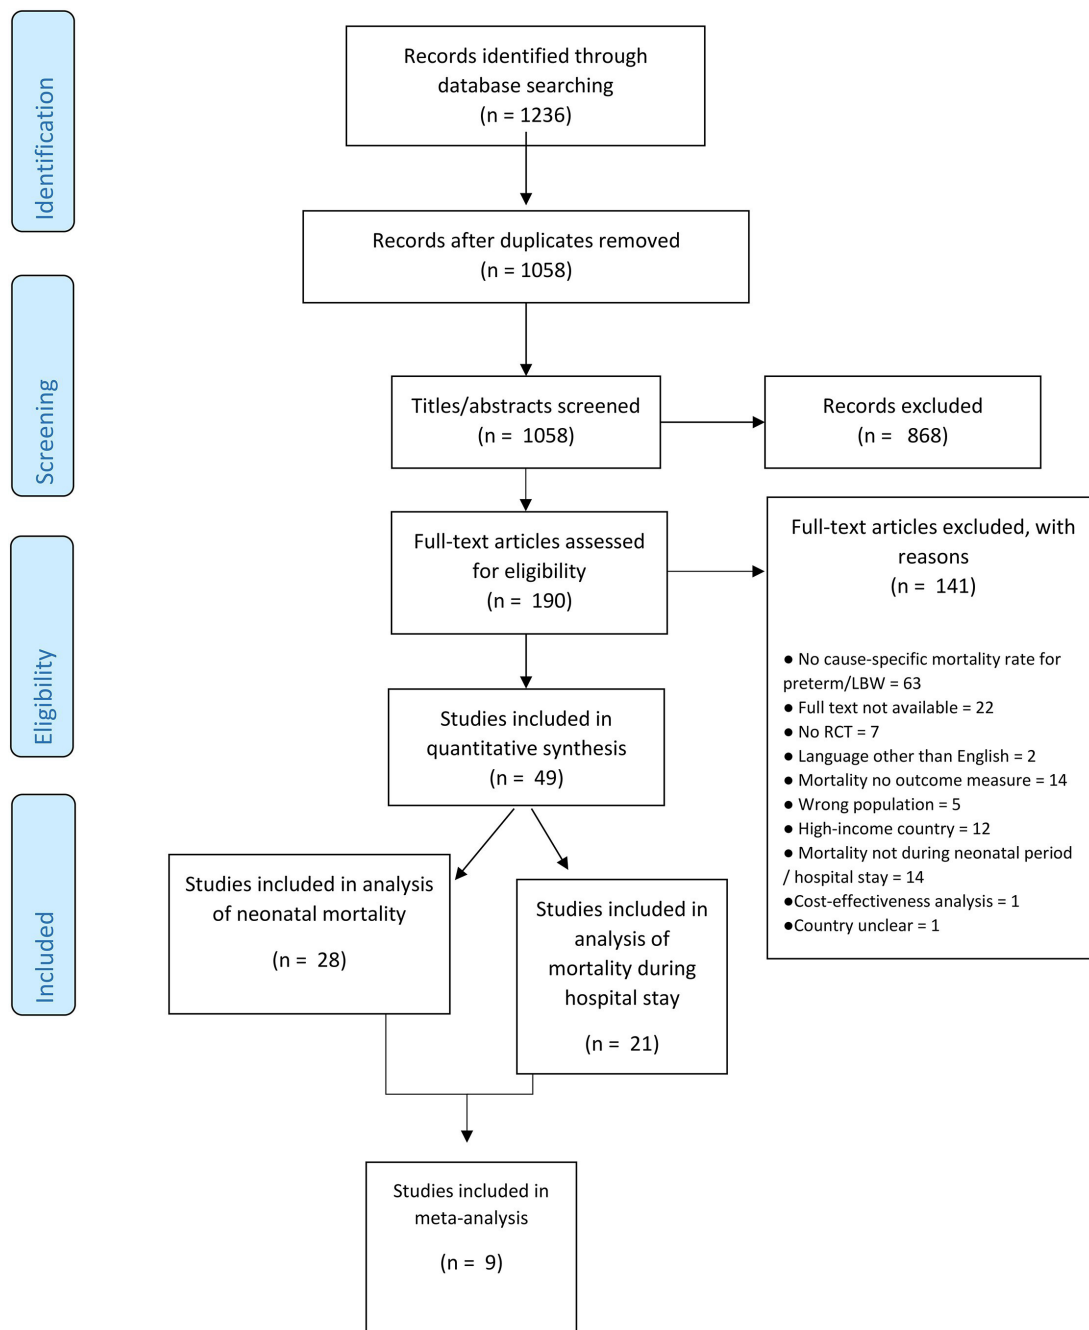 Identification
Records identified through
database searching
(n = 1236)
Records after duplicates removed
(n = 1058)
Screening
Titles/abstracts screened
(n =  1058)
Records excluded
(n =   868)
Eligibility
Full-text articles assessed
for eligibility
(n =  190)
Full-text articles excluded, with
reasons
(n =  141)
● No cause-specific mortality rate for
preterm/LBW = 63
● Full text not available = 22
● No RCT = 7
● Language other than English = 2
● Mortality no outcome measure = 14
● Wrong population = 5
● High-income country = 12
● Mortality not during neonatal period
/ hospital stay = 14
●Cost-effectiveness analysis = 1
●Country unclear = 1
Studies included in
quantitative synthesis
(n =  49)
Included
Studies included in analysis
of neonatal mortality
(n =  28)
Studies included in
analysis of
mortality during
hospital stay
(n =  21)
Studies included in
meta-analysis
(n =  9)